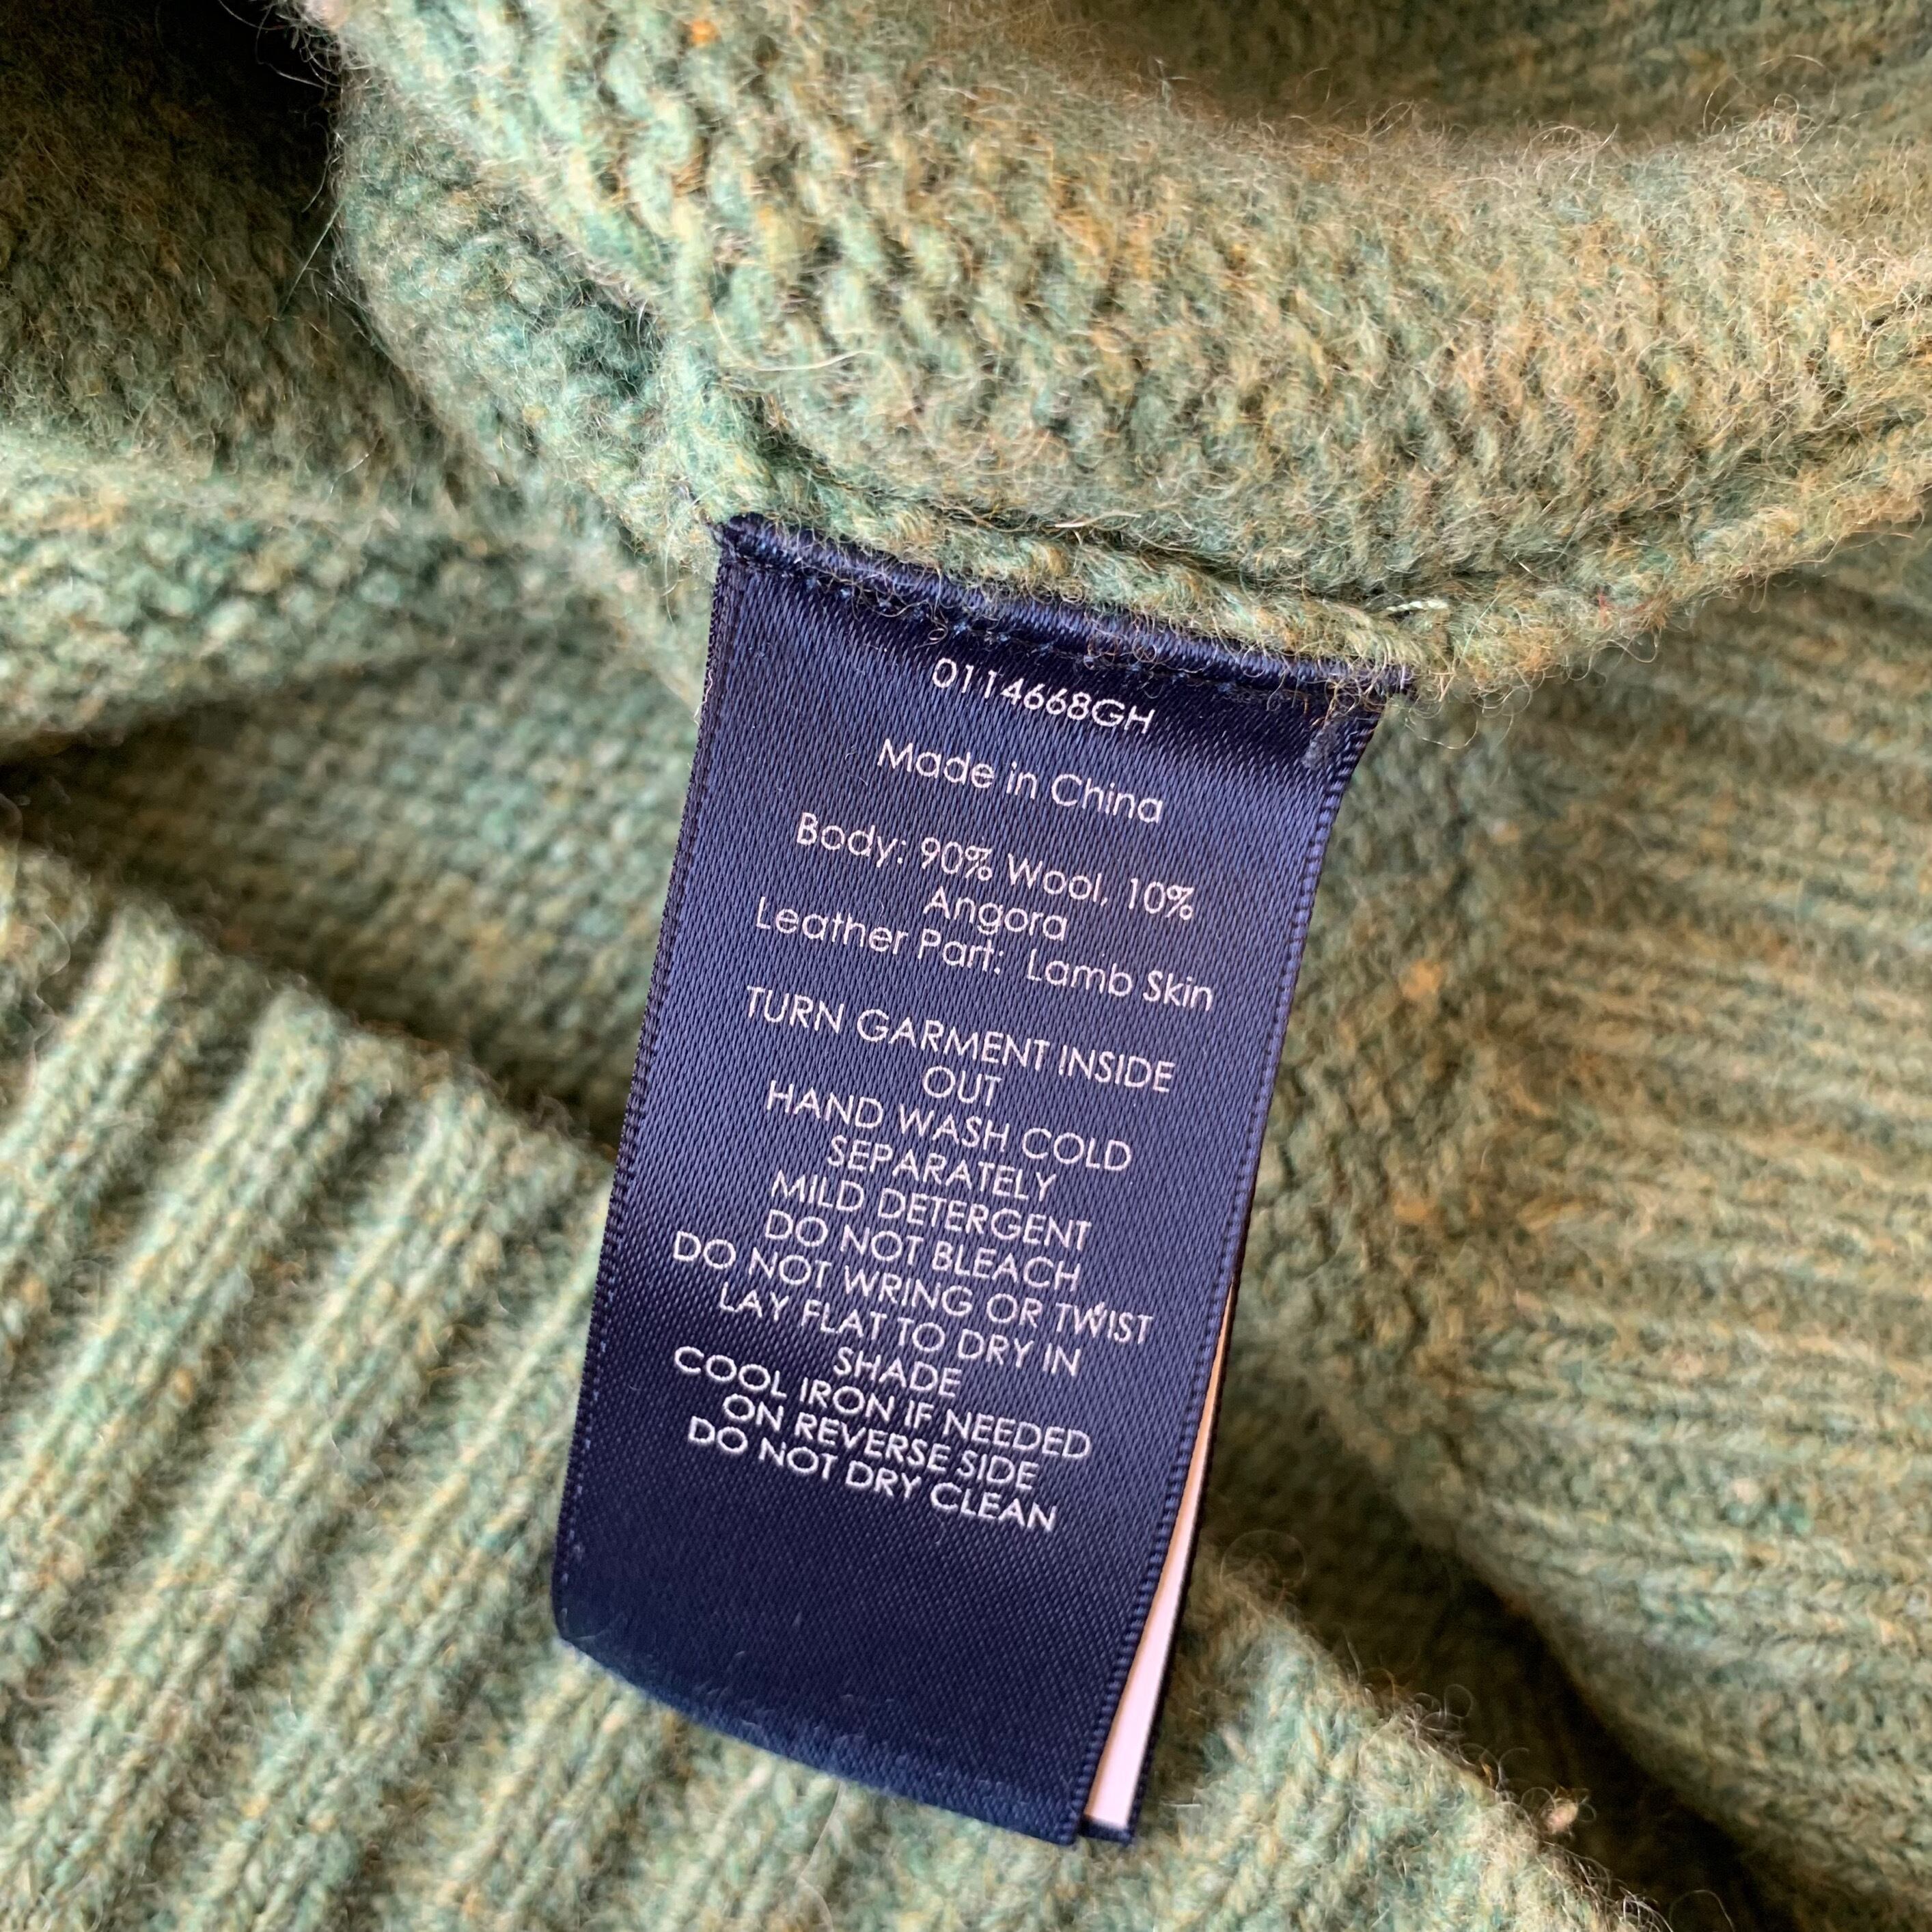 0114668GH
Made in China
Body: 90% Wool, 10%
Angora
Leather Part: Lamb Skin
TURN GARMENT INSIDE
OUT
HAND WASH COLD
SEPARATELY
MILD DETERGENT
DO NOT BLEACH
DO NOT WRING OR TWIST
LAY FLAT TO DRY IN
SHADE
COOL IRON IF NEEDED
ON REVERSE SIDE
DO NOT DRY CLEAN